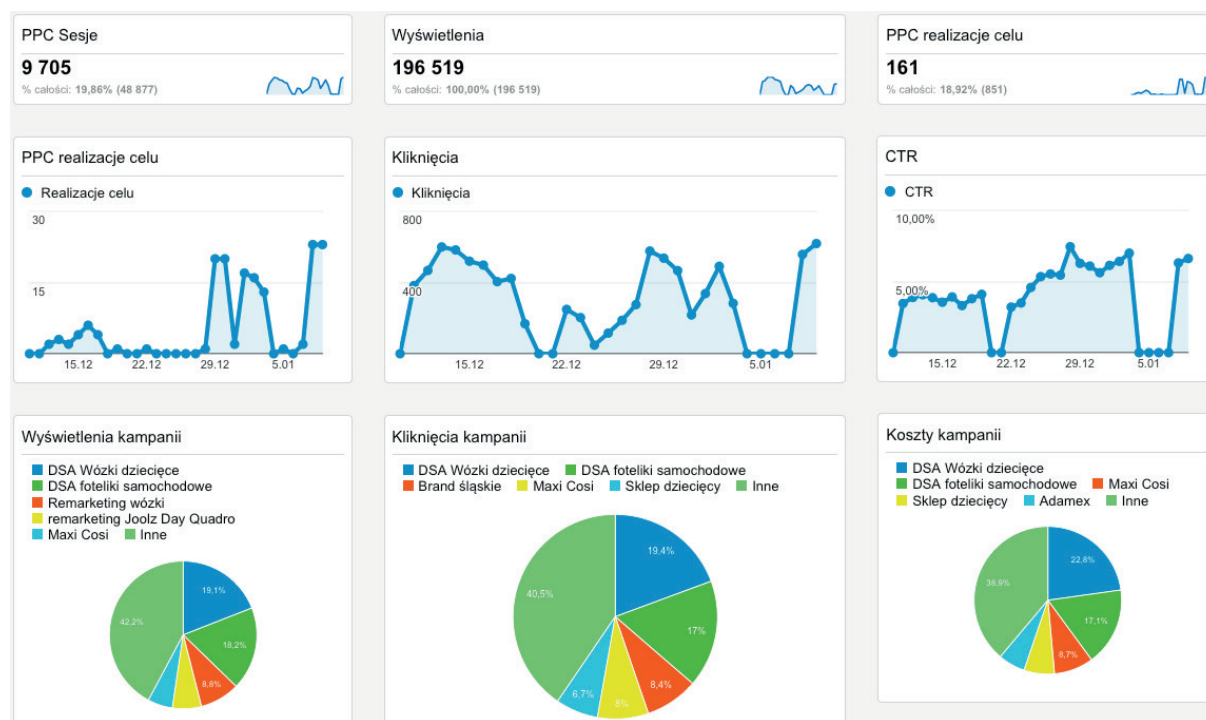 PPC Sesje
9 705
% całości: 19,86% (48 877)
Wyświetlenia
196 519
% całości: 100,00% (196 519)
PPC realizacje celu
161
% całości: 18,92% (851)
PPC realizacje celu
Realizacje celu
30
15
15.12 22.12 29.12 5.01
Kliknięcia
Kliknięcia
800
400
15.12 22.12 29.12 5.01
CTR
CTR
10,00%
5,00%
15.12 22.12 29.12 5.01
Wyświetlenia kampanii
DSA Wózki dziecięce
DSA foteliki samochodowe
Remarketing wózki
remarketing Joolz Day Quadro
Maxi Cosi Inne
19,1%
42,2%
18,2%
8,8%
Kliknięcia kampanii
DSA Wózki dziecięce DSA foteliki samochodowe
Brand śląskie Maxi Cosi Sklep dziecięcy Inne
19,4%
40,5%
17%
8,4%
6,7%
8%
Koszty kampanii
DSA Wózki dziecięce
DSA foteliki samochodowe Maxi Cosi
Sklep dziecięcy Adamex Inne
22,8%
38,9%
17,1%
8,7%